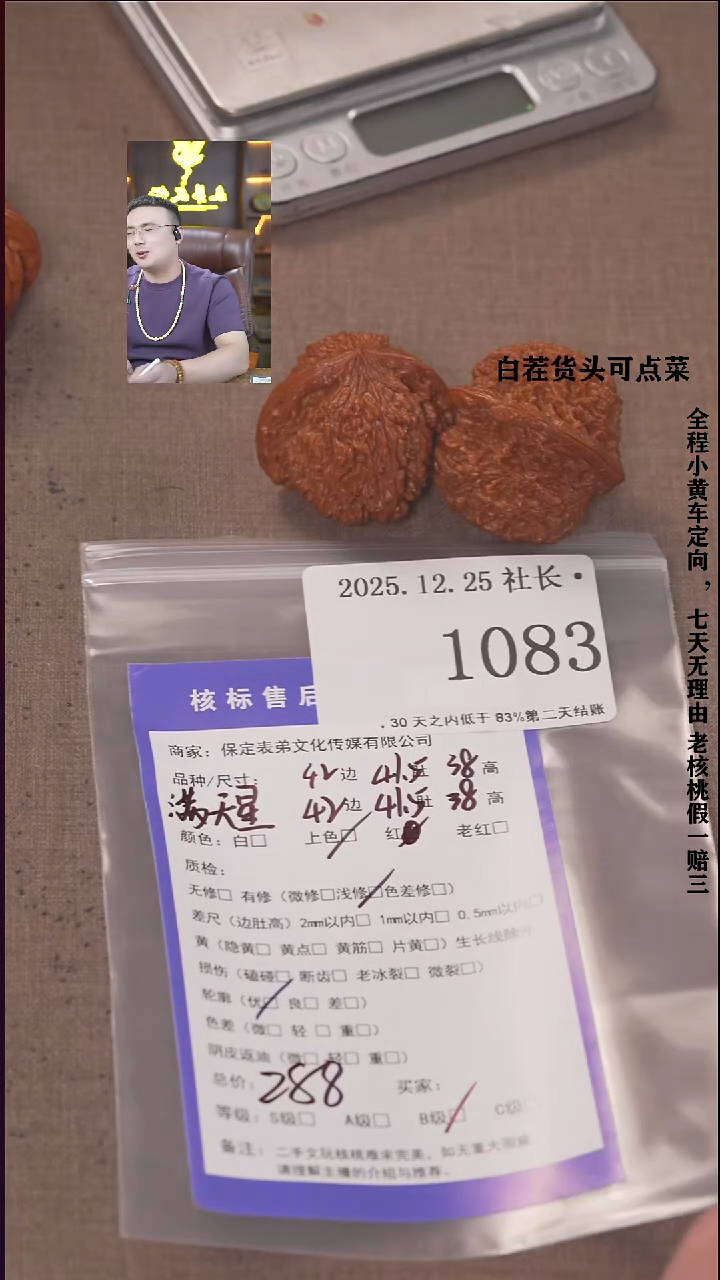 白茬货头可点菜
全程小黄车定向，七天无理由 老核桃假一赔三
2025.12.25 社长·
1083
30 天之内低于 83%第二天结账
核标售后
商家：保定表弟文化传媒有限公司
品种/尺寸： 42边 41.5肚 38高
满天星 42边 41.5肚 38高
颜色：白□ 上色□ 红□ 老红□
质检：
无修□ 有修（微修□浅修□色差修□）
差尺（边肚高）2mm以内□ 1mm以内□ 0.5mm以内□
黄（隐黄□ 黄点□ 黄筋□ 片黄□）生长线除外
损伤（磕碰□ 断齿□ 老冰裂□ 微裂□）
轮廓（优□ 良□ 差□）
色差（微□ 轻□ 重□）
阴皮返油（微□ 轻□ 重□）
总价：288 买家：
等级：S级□ A级□ B级□ C级□
备注：二手文玩核桃难求完美，如无重大瑕疵
请理解主播的介绍与推荐。